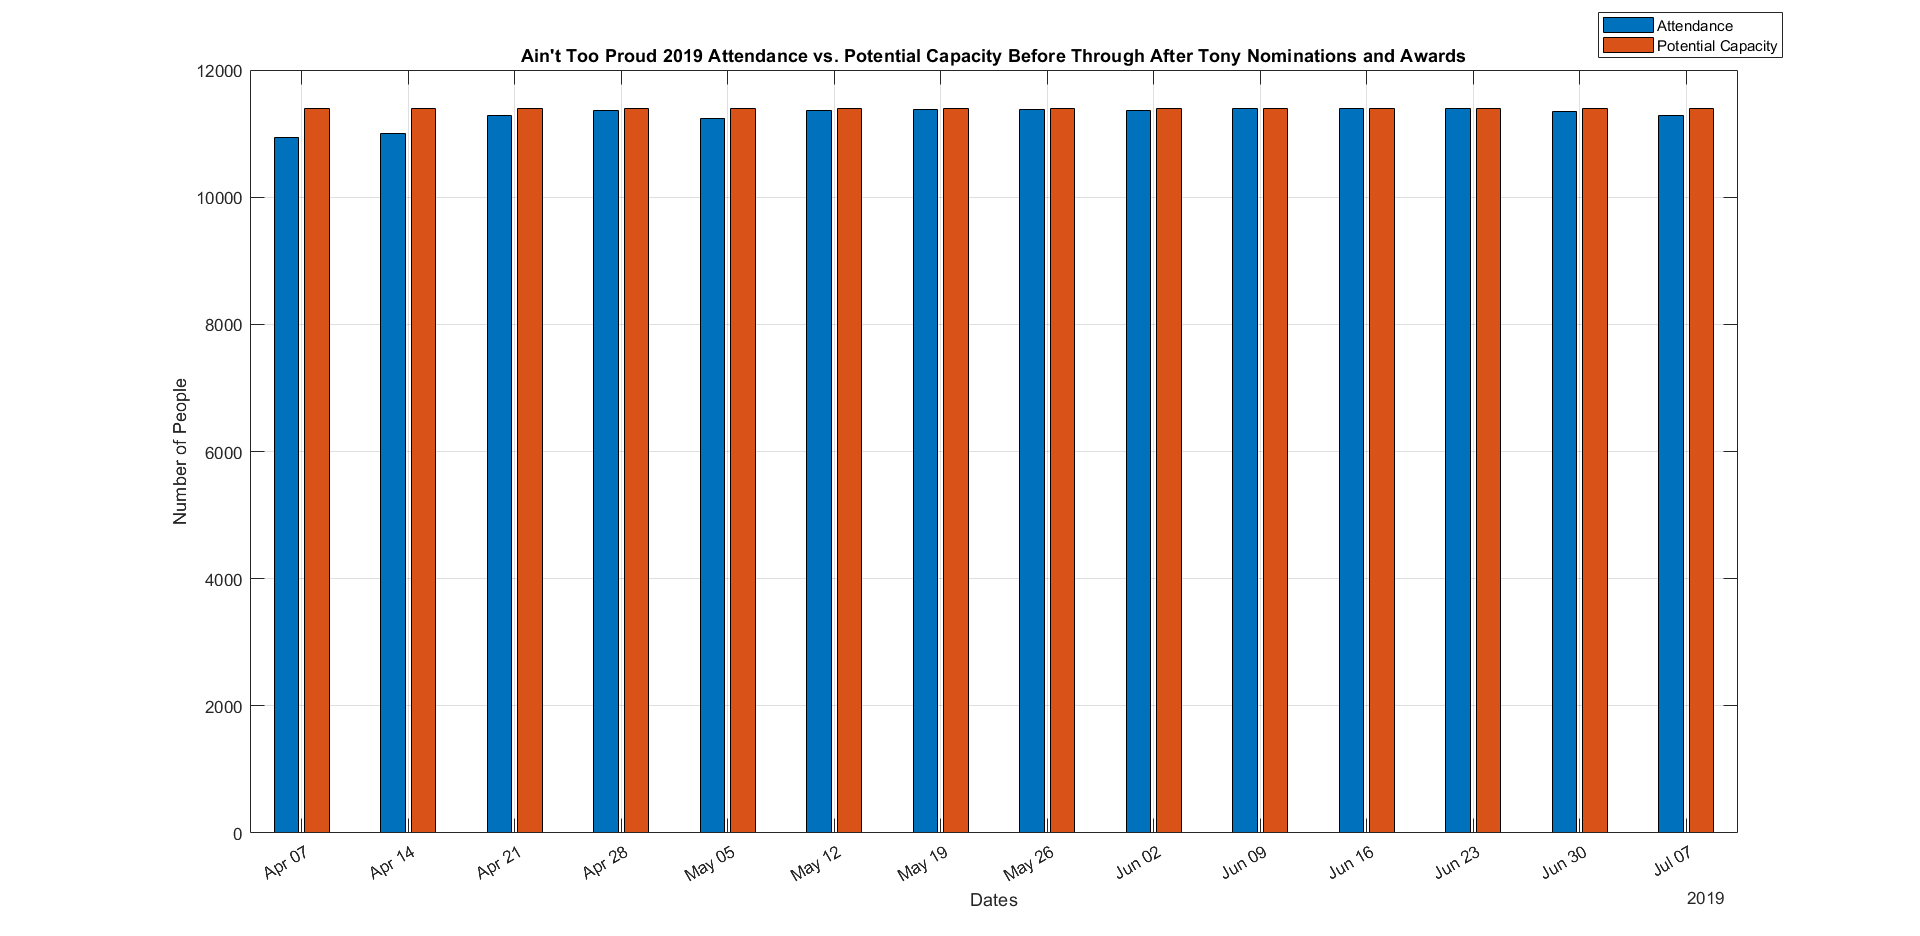 Attendance
Potential Capacity
Ain't Too Proud 2019 Attendance vs. Potential Capacity Before Through After Tony Nominations and Awards
12000
10000
8000
6000
4000
2000
0
Number of People
Apr 07
Apr 14
Apr 21
Apr 28
May 05
May 12
May 19
May 26
Jun 02
Jun 09
Jun 16
Jun 23
Jun 30
Jul 07
Dates
2019